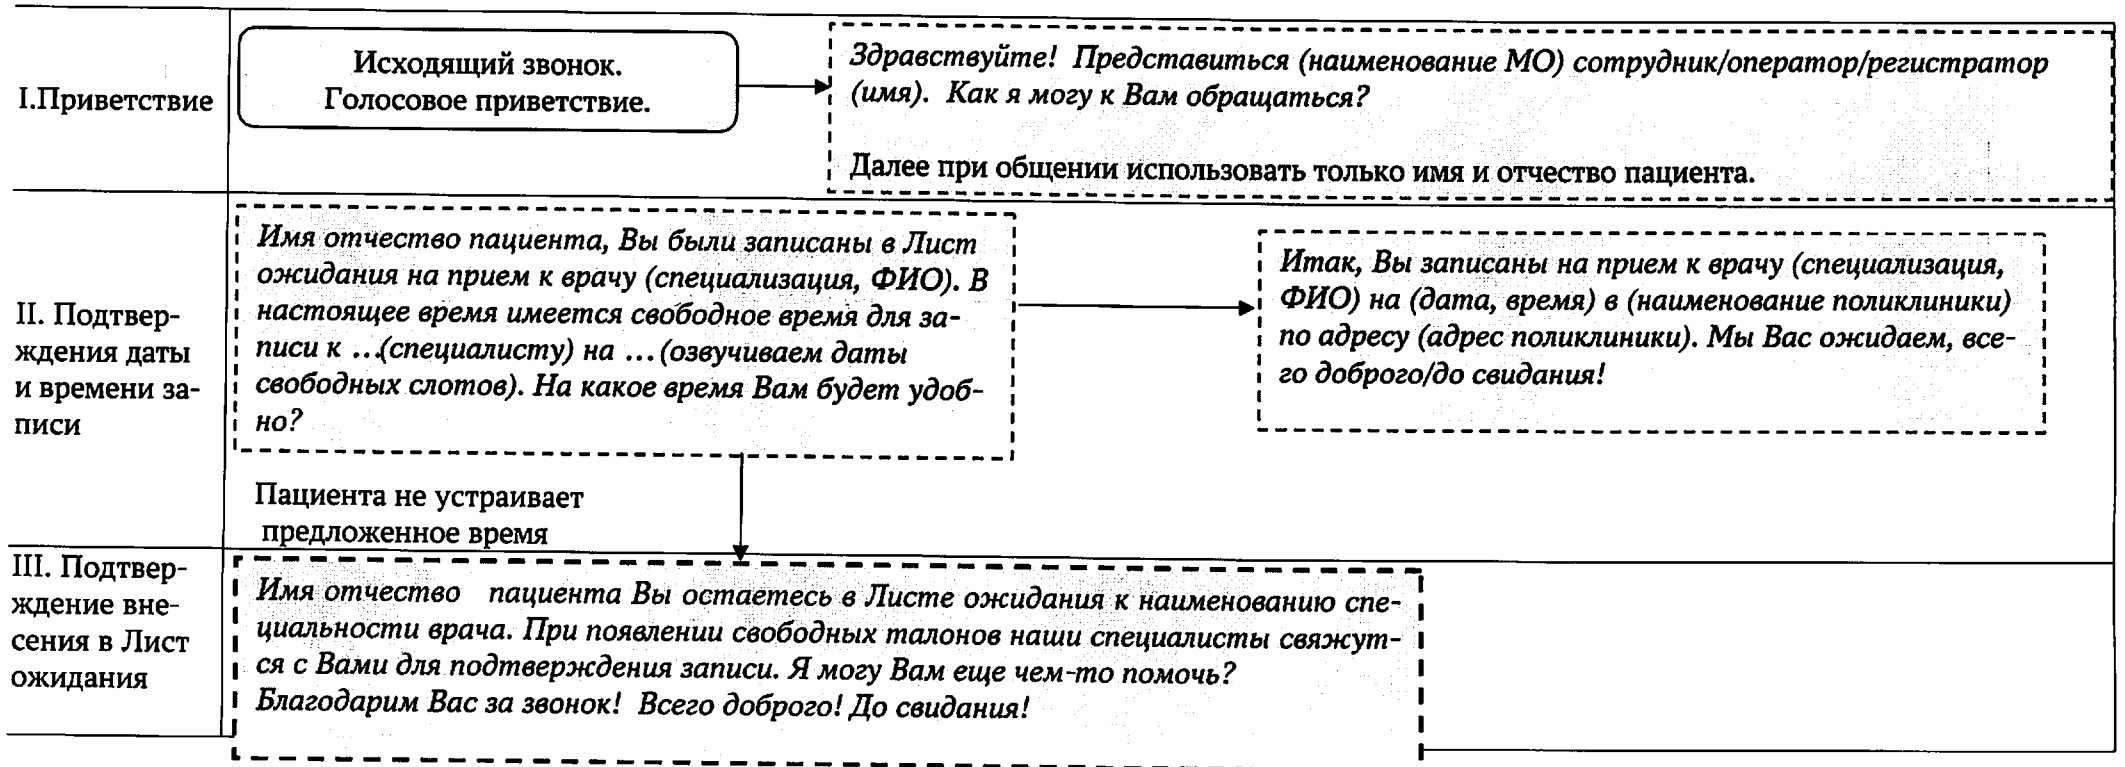 I.Приветствие
Исходящий звонок.
Голосовое приветствие.
Здравствуйте! Представиться (наименование МО) сотрудник/оператор/регистратор
(имя). Как я могу к Вам обращаться?
Далее при общении использовать только имя и отчество пациента.
II. Подтвер-
ждения даты
и времени за-
писи
Имя отчество пациента, Вы были записаны в Лист
ожидания на прием к врачу (специализация, ФИО). В
настоящее время имеется свободное время для за-
писи к ...(специалисту) на ... (озвучиваем даты
свободных слотов). На какое время Вам будет удоб-
но?
Итак, Вы записаны на прием к врачу (специализация,
ФИО) на (дата, время) в (наименование поликлиники)
по адресу (адрес поликлиники). Мы Вас ожидаем, все-
го доброго/до свидания!
Пациента не устраивает
предложенное время
III. Подтвер-
ждение вне-
сения в Лист
ожидания
Имя отчество пациента Вы остаетесь в Листе ожидания к наименованию спе-
циальности врача. При появлении свободных талонов наши специалисты свяжут-
ся с Вами для подтверждения записи. Я могу Вам еще чем-то помочь?
Благодарим Вас за звонок! Всего доброго! До свидания!